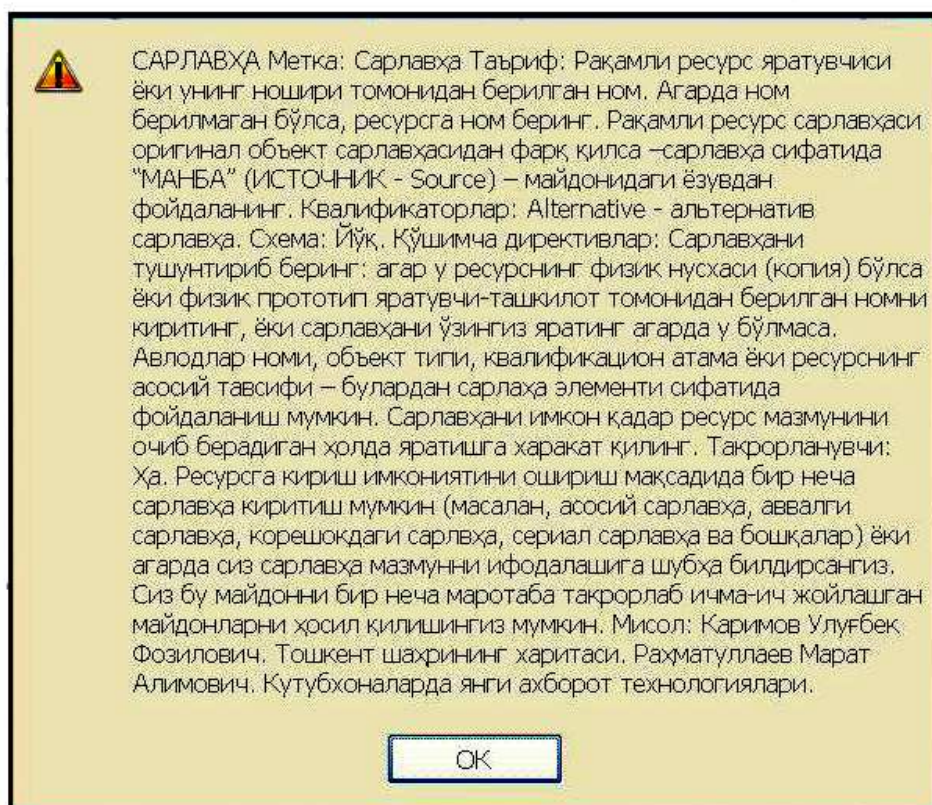 САРЛАВҲА Метка: Сарлавҳа Таъриф: Рақамли ресурс яратувчиси
ёки унинг ношири томонидан берилган ном. Агарда ном
берилмаган бўлса, ресурсга ном беринг. Рақамли ресурс сарлавҳаси
оригинал объект сарлавҳасидан фарқ қилса –сарлавҳа сифатида
"МАНБА" (ИСТОЧНИК - Source) – майдонидаги ёзувдан
фойдаланинг. Квалификаторлар: Alternative - альтернатив
сарлавҳа. Схема: Йўқ. Қўшимча директивлар: Сарлавҳани
тушунтириб беринг: агар у ресурснинг физик нусхаси (копия) бўлса
ёки физик прототип яратувчи-ташкилот томонидан берилган номни
киритинг, ёки сарлавҳани ўзингиз яратинг агарда у бўлмаса.
Авлодлар номи, объект типи, квалификацион атама ёки ресурснинг
асосий тавсифи – булардан сарлаҳа элементи сифатида
фойдаланиш мумкин. Сарлавҳани имкон қадар ресурс мазмунини
очиб берадиган ҳолда яратишга харакат қилинг. Такрорланувчи:
Ҳа. Ресурсга кириш имкониятини ошириш мақсадида бир неча
сарлавҳа киритиш мумкин (масалан, асосий сарлавҳа, аввалги
сарлавҳа, корешокдаги сарлвҳа, сериал сарлавҳа ва бошқалар) ёки
агарда сиз сарлавҳа мазмунни ифодалашига шубҳа билдирсангиз.
Сиз бу майдонни бир неча маротаба такрорлаб ичма-ич жойлашган
майдонларни ҳосил қилишингиз мумкин. Мисол: Каримов Улуғбек
Фозилович. Тошкент шаҳрининг харитаси. Раҳматуллаев Марат
Алимович. Кутубхоналарда янги ахборот технологиялари.
OK